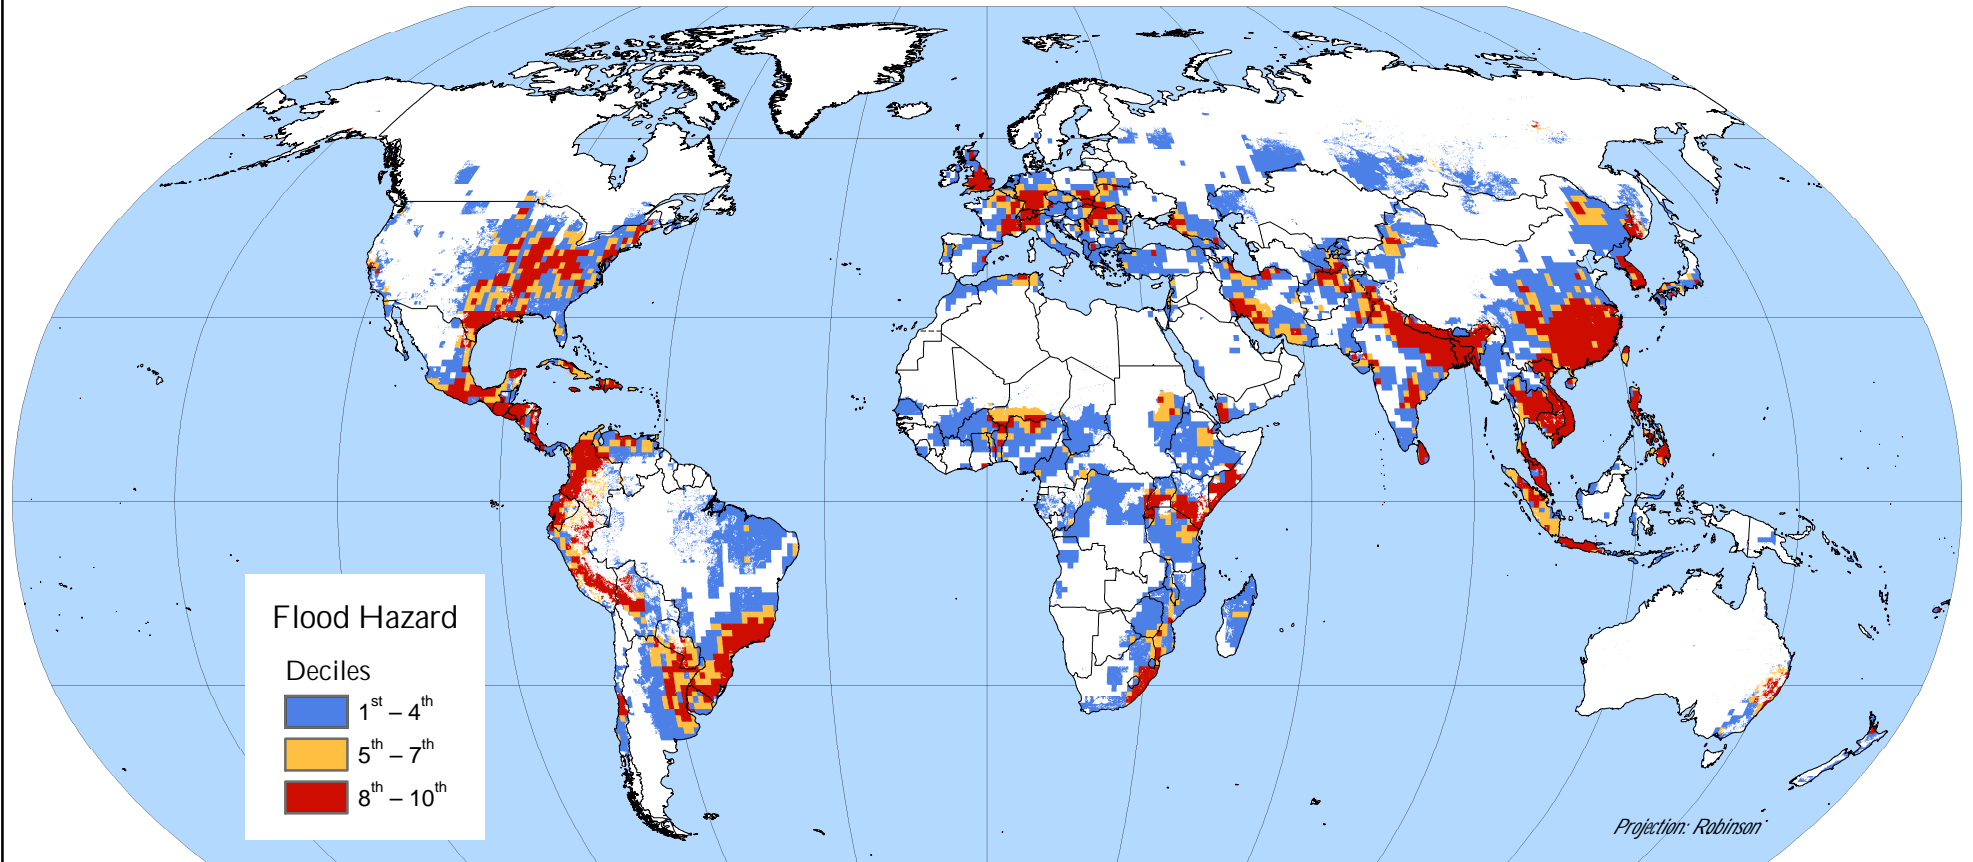 Flood Hazard
Deciles
1st – 4th
5th – 7th
8th – 10th
Projection: Robinson